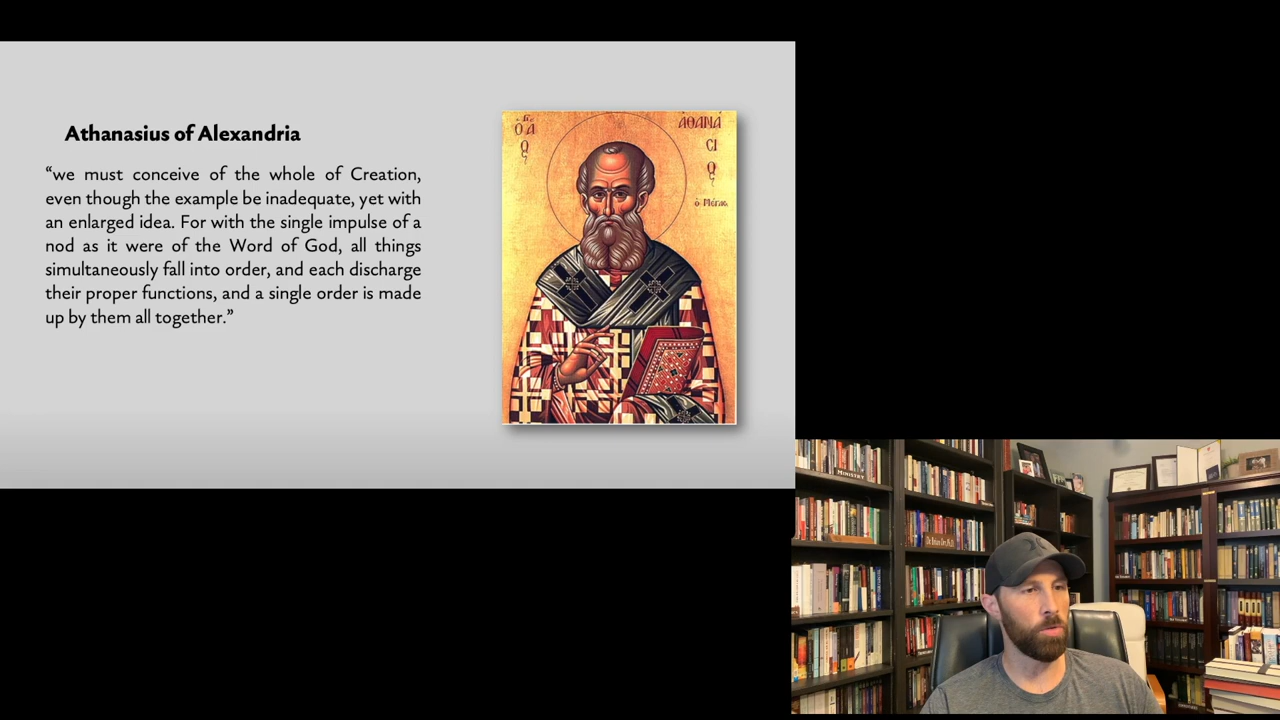 Athanasius of Alexandria
“we must conceive of the whole of Creation,
even though the example be inadequate, yet with
an enlarged idea. For with the single impulse of a
nod as it were of the Word of God, all things
simultaneously fall into order, and each discharge
their proper functions, and a single order is made
up by them all together.”
ἈΘΑΝΆ
CΙ
Ο
ὁ Μέγας
MINISTRY